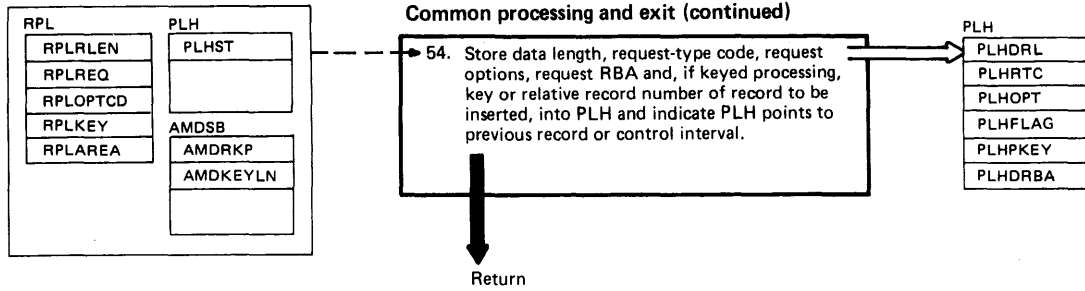 Common processing and exit (continued)
RPL
RPLRLEN
RPLREQ
RPLOPTCD
RPLKEY
RPLAREA
PLH
PLHST
AMDSB
AMDRKP
AMDKEYLN
54. Store data length, request-type code, request
options, request RBA and, if keyed processing,
key or relative record number of record to be
inserted, into PLH and indicate PLH points to
previous record or control interval.
Return
PLH
PLHDRL
PLHRTC
PLHOPT
PLHFLAG
PLHPKEY
PLHDRBA